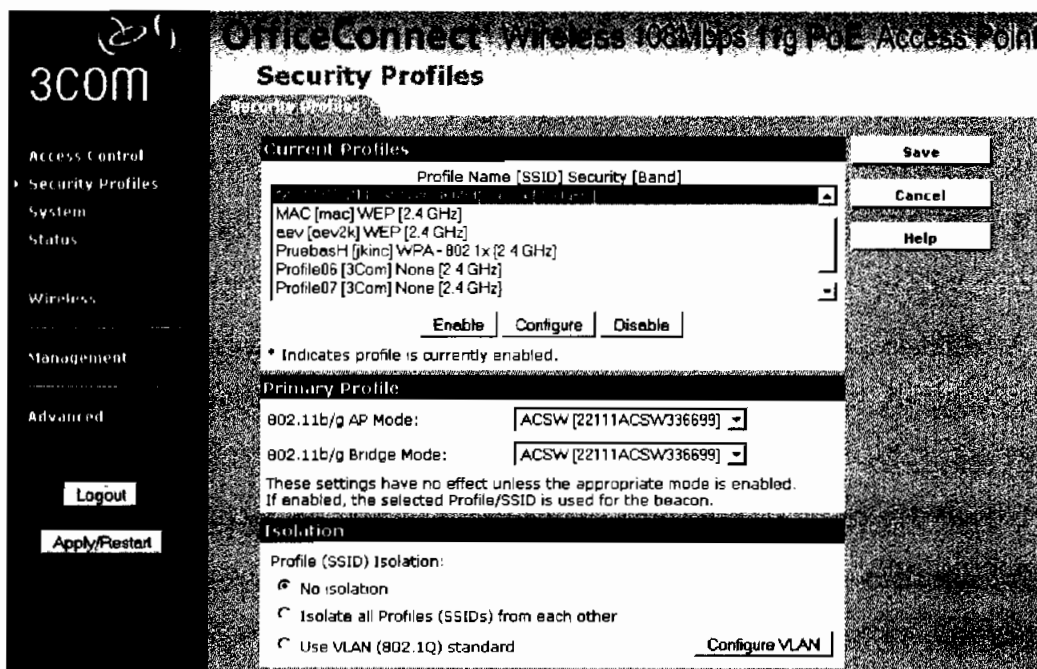 3COM
OfficeConnect Wireless 108Mbps 11g PoE Access Point
Security Profiles
Security Profiles
Access Control
Security Profiles
System
Status
Wireless
Management
Advanced
Logout
Apply/Restart
Current Profiles
Profile Name [SSID] Security [Band]
MAC [mac] WEP [2.4 GHz]
aev [aev2k] WEP [2.4 GHz]
PruebasH [jkinc] WPA - 802 1x [2 4 GHz]
Profile06 [3Com] None [2 4 GHz]
Profile07 [3Com] None [2.4 GHz]
Enable Configure Disable
* Indicates profile is currently enabled.
Primary Profile
802.11b/g AP Mode: ACSW [22111ACSW336699]
802.11b/g Bridge Mode: ACSW [22111ACSW336699]
These settings have no effect unless the appropriate mode is enabled.
If enabled, the selected Profile/SSID is used for the beacon.
Isolation
Profile (SSID) Isolation:
No isolation
Isolate all Profiles (SSIDs) from each other
Use VLAN (802.1Q) standard Configure VLAN
Save
Cancel
Help